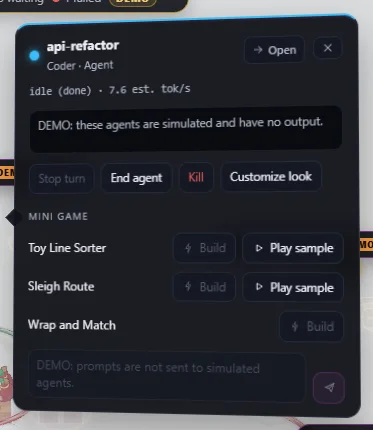 DEMO
api-refactor
Coder · Agent
→ Open
×
idle (done) · 7.6 est. tok/s
DEMO: these agents are simulated and have no output.
Stop turn
End agent
Kill
Customize look
MINI GAME
Toy Line Sorter
Build
Play sample
Sleigh Route
Build
Play sample
Wrap and Match
Build
DEMO: prompts are not sent to simulated
agents.